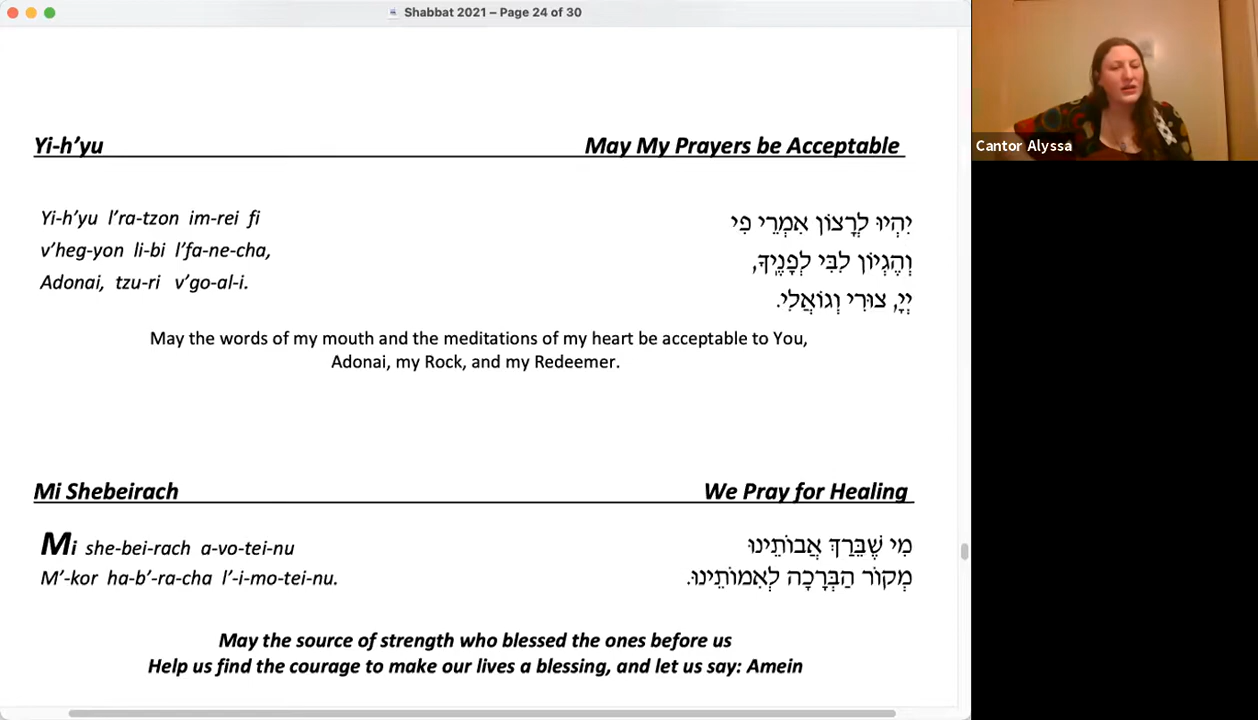 Shabbat 2021 – Page 24 of 30
Cantor Alyssa
Yi-h’yu May My Prayers be Acceptable
Yi-h’yu l’ra-tzon im-rei fi
v’heg-yon li-bi l’fa-ne-cha,
Adonai, tzu-ri v’go-al-i.
יִהְיוּ לְרָצוֹן אִמְרֵי פִי
וְהֶגְיוֹן לִבִּי לְפָנֶֽיךָ,
יְיָ, צוּרִי וְגוֹאֲלִי.
May the words of my mouth and the meditations of my heart be acceptable to You,
Adonai, my Rock, and my Redeemer.
Mi Shebeirach We Pray for Healing
Mi she-bei-rach a-vo-tei-nu
M’-kor ha-b’-ra-cha l’-i-mo-tei-nu.
מִי שֶׁבֵּרַךְ אֲבוֹתֵינוּ
מְקוֹר הַבְּרָכָה לְאִמוֹתֵינוּ.
May the source of strength who blessed the ones before us
Help us find the courage to make our lives a blessing, and let us say: Amein